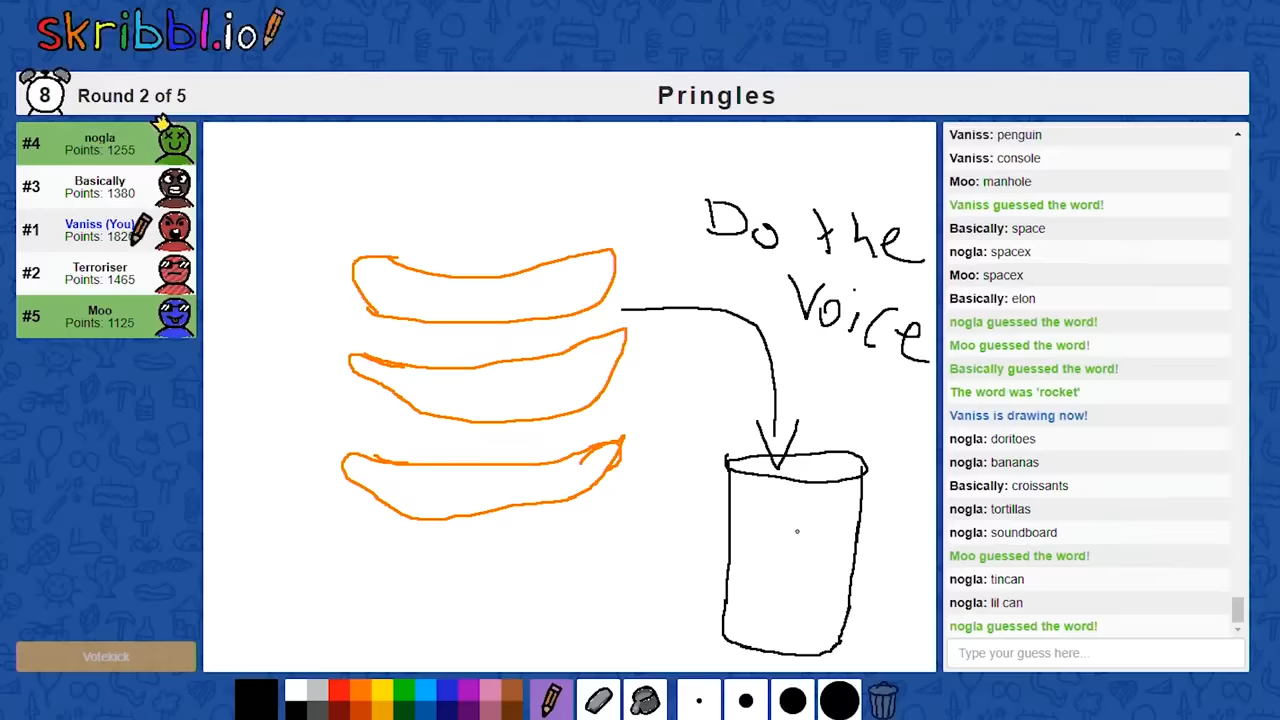 skribbl.io
8
Round 2 of 5
Pringles
#4
nogla
Points: 1255
#3
Basically
Points: 1380
#1
Vaniss (You)
#2
Terroriser
Points: 1465
#5
Moo
Points: 1125
Votekick
Do the
Voice
Vaniss: penguin
Vaniss: console
Moo: manhole
Vaniss guessed the word!
Basically: space
nogla: spacex
Moo: spacex
Basically: elon
nogla guessed the word!
Moo guessed the word!
Basically guessed the word!
The word was 'rocket'
Vaniss is drawing now!
nogla: doritoes
nogla: bananas
Basically: croissants
nogla: tortillas
nogla: soundboard
Moo guessed the word!
nogla: tincan
nogla: lil can
nogla guessed the word!
Type your guess here...